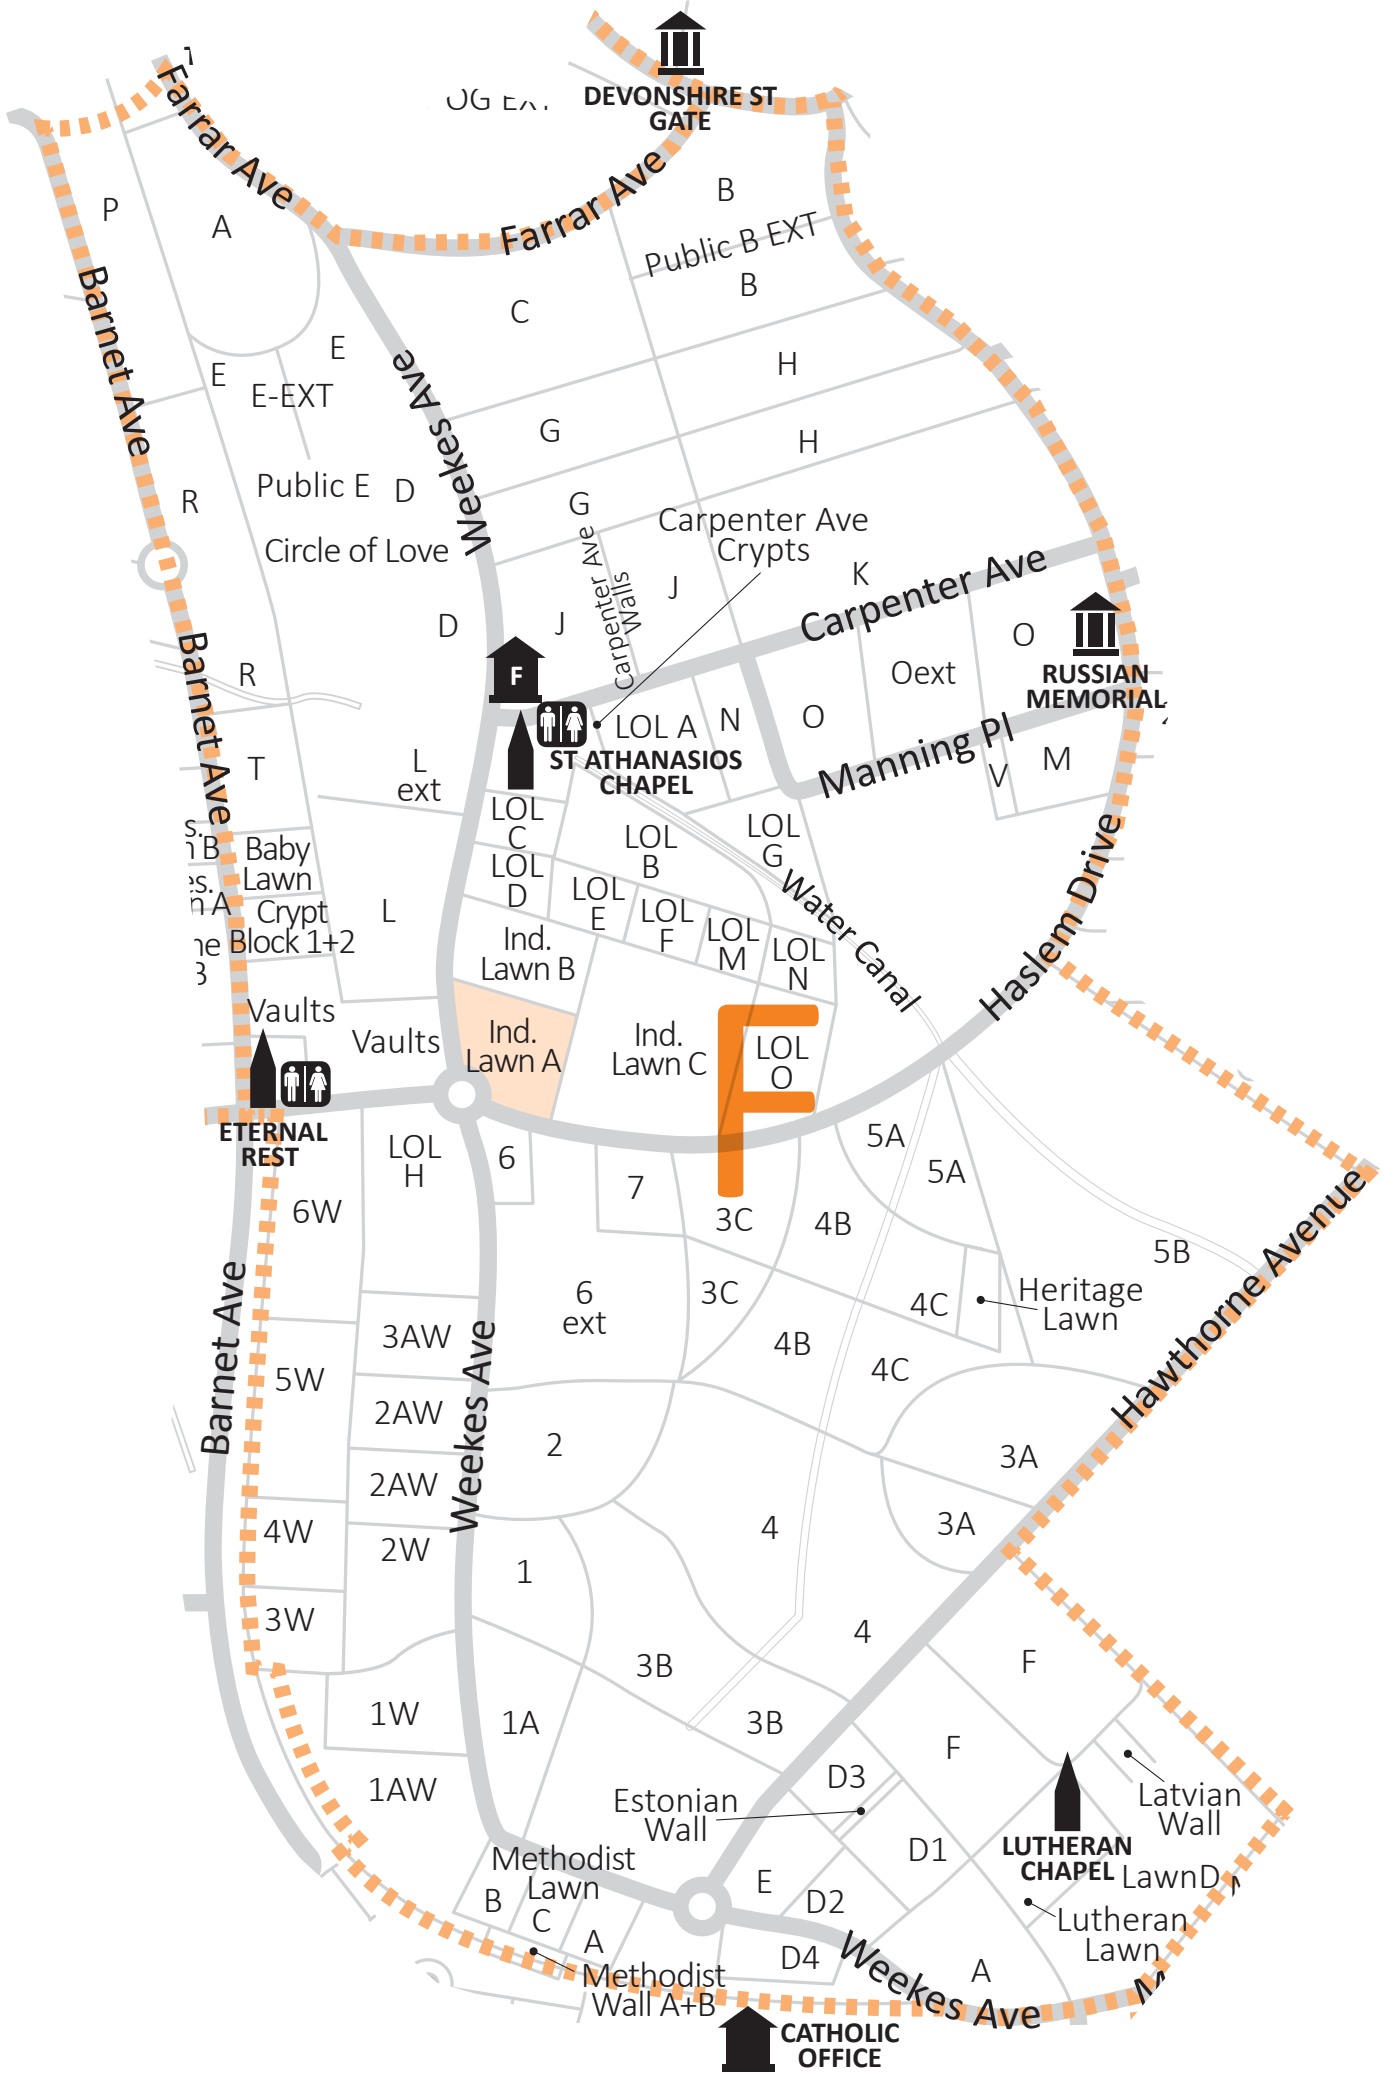 DEVONSHIRE ST
GATE
Farrar Ave
Farrar Ave
P
A
B
Public B EXT
B
Barnet Ave
C
E
E
E-EXT
Weekes Ave
H
G
H
R
Public E
D
G
Carpenter Ave
Walls
Carpenter Ave
Crypts
Circle of Love
K
Carpenter Ave
J
J
D
O
F
Oext
RUSSIAN
MEMORIAL
Barnet Ave
R
LOL A
N
O
Manning Pl
V
M
ST ATHANASIOS
CHAPEL
T
L
ext
LOL
C
LOL
B
LOL
G
Baby
Lawn
LOL
D
LOL
E
LOL
F
LOL
M
LOL
N
Water Canal
Haslem Drive
Crypt
Block 1+2
L
Ind.
Lawn B
Vaults
Vaults
Ind.
Lawn A
Ind.
Lawn C
LOL
O
F
ETERNAL
REST
LOL
H
6
7
5A
5A
6W
3C
4B
5B
Hawthorne Avenue
Barnet Ave
6
ext
3C
4C
Heritage
Lawn
3AW
4B
4C
5W
Weekes Ave
2AW
2
3A
2AW
4W
2W
4
3A
1
3W
4
3B
F
1W
1A
3B
F
D3
1AW
Estonian
Wall
Latvian
Wall
D1
LUTHERAN
CHAPEL
LawnD
Methodist
Lawn
B
C
A
E
D2
Lutheran
Lawn
D4
Weekes Ave
A
Methodist
Wall A+B
CATHOLIC
OFFICE